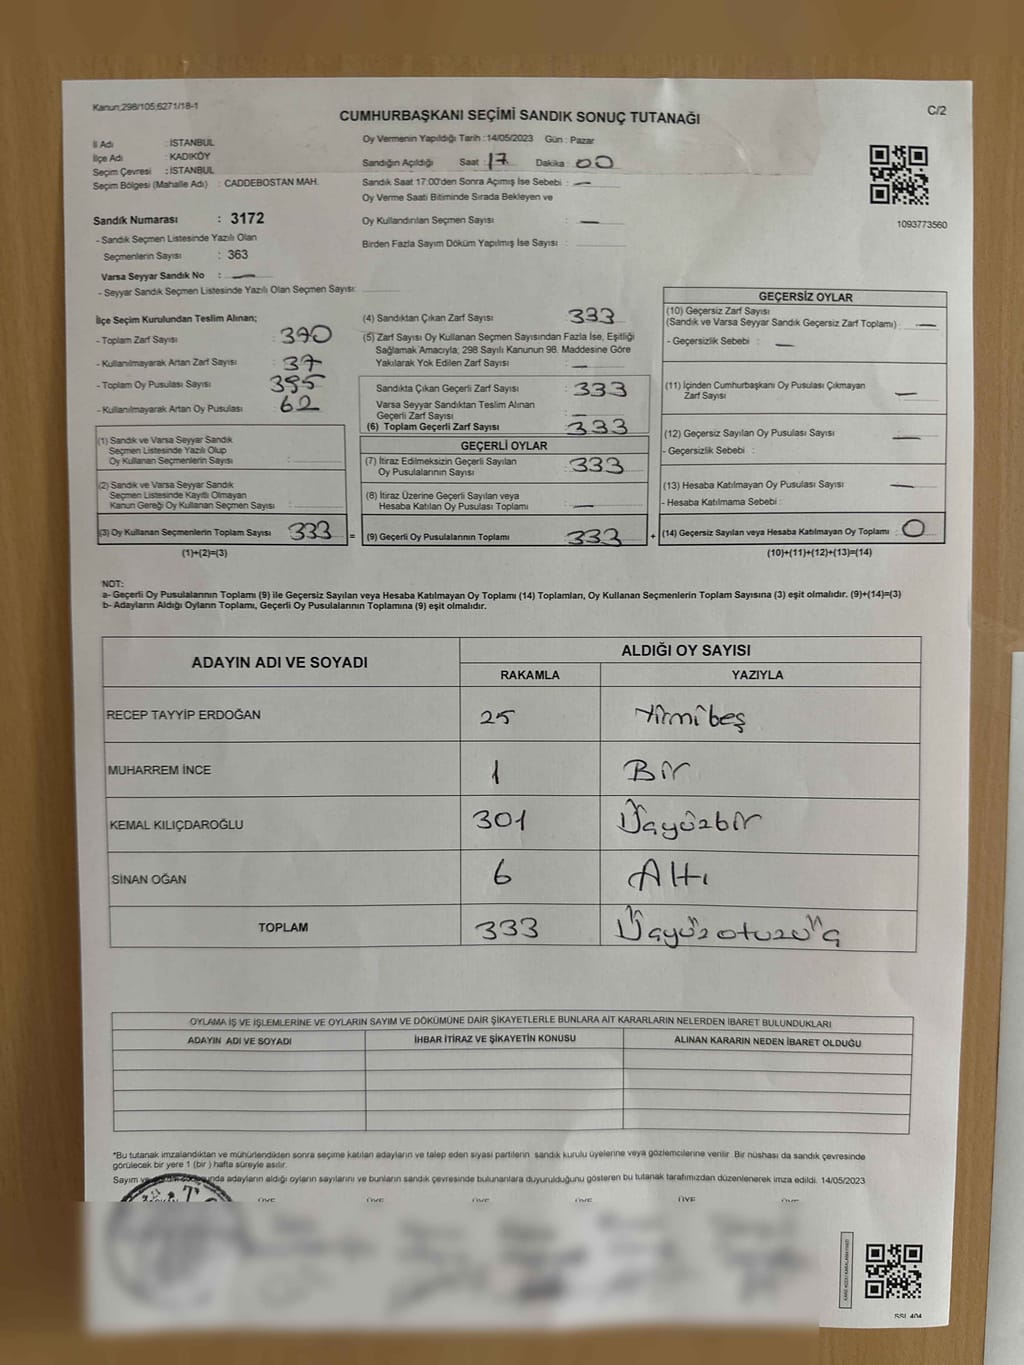 Kanun:298/105;6271/18-1
C/2
CUMHURBAŞKANI SEÇİMİ SANDIK SONUÇ TUTANAĞI
İl Adı : İSTANBUL
İlçe Adı : KADIKÖY
Seçim Çevresi : İSTANBUL
Seçim Bölgesi (Mahalle Adı) : CADDEBOSTAN MAH.
Sandık Numarası : 3172
- Sandık Seçmen Listesinde Yazılı Olan
Seçmenlerin Sayısı : 363
Varsa Seyyar Sandık No : —
- Seyyar Sandık Seçmen Listesinde Yazılı Olan Seçmen Sayısı:
Oy Vermenin Yapıldığı Tarih : 14/05/2023 Gün : Pazar
Sandığın Açıldığı Saat : 17 Dakika : 00
Sandık Saat 17:00'den Sonra Açımış İse Sebebi : —
Oy Verme Saati Bitiminde Sırada Bekleyen ve
Oy Kullandırılan Seçmen Sayısı : —
Birden Fazla Sayım Döküm Yapılmış İse Sayısı :
1093773560
İlçe Seçim Kurulundan Teslim Alınan;
- Toplam Zarf Sayısı : 370
- Kullanılmayarak Artan Zarf Sayısı : 37
- Toplam Oy Pusulası Sayısı : 395
- Kullanılmayarak Artan Oy Pusulası : 62
(1) Sandık ve Varsa Seyyar Sandık
Seçmen Listesinde Yazılı Olup
Oy Kullanan Seçmenlerin Sayısı :
(2) Sandık ve Varsa Seyyar Sandık
Seçmen Listesinde Kayıtlı Olmayan
Kanun Gereği Oy Kullanan Seçmen Sayısı :
(3) Oy Kullanan Seçmenlerin Toplam Sayısı 333 =
(1)+(2)=(3)
(4) Sandıktan Çıkan Zarf Sayısı : 333
(5) Zarf Sayısı Oy Kullanan Seçmen Sayısından Fazla İse, Eşitliği
Sağlamak Amacıyla; 298 Sayılı Kanunun 98. Maddesine Göre
Yakılarak Yok Edilen Zarf Sayısı : —
Sandıkta Çıkan Geçerli Zarf Sayısı : 333
Varsa Seyyar Sandıktan Teslim Alınan
Geçerli Zarf Sayısı : —
(6) Toplam Geçerli Zarf Sayısı : 333
GEÇERLİ OYLAR
(7) İtiraz Edilmeksizin Geçerli Sayılan
Oy Pusulalarının Sayısı : 333
(8) İtiraz Üzerine Geçerli Sayılan veya
Hesaba Katılan Oy Pusulası Toplamı : —
(9) Geçerli Oy Pusulalarının Toplamı : 333 +
GEÇERSİZ OYLAR
(10) Geçersiz Zarf Sayısı
(Sandık ve Varsa Seyyar Sandık Geçersiz Zarf Toplamı) : —
- Geçersizlik Sebebi : —
(11) İçinden Cumhurbaşkanı Oy Pusulası Çıkmayan
Zarf Sayısı : —
(12) Geçersiz Sayılan Oy Pusulası Sayısı : —
- Geçersizlik Sebebi :
(13) Hesaba Katılmayan Oy Pusulası Sayısı : —
- Hesaba Katılmama Sebebi :
(14) Geçersiz Sayılan veya Hesaba Katılmayan Oy Toplamı : 0
(10)+(11)+(12)+(13)=(14)
NOT:
a- Geçerli Oy Pusulalarının Toplamı (9) ile Geçersiz Sayılan veya Hesaba Katılmayan Oy Toplamı (14) Toplamları, Oy Kullanan Seçmenlerin Toplam Sayısına (3) eşit olmalıdır. (9)+(14)=(3)
b- Adayların Aldığı Oyların Toplamı, Geçerli Oy Pusulalarının Toplamına (9) eşit olmalıdır.
ADAYIN ADI VE SOYADI
ALDIĞI OY SAYISI
RAKAMLA YAZIYLA
RECEP TAYYİP ERDOĞAN 25 Yirmibeş
MUHARREM İNCE 1 Bir
KEMAL KILIÇDAROĞLU 301 Üçyüzbir
SİNAN OĞAN 6 Altı
TOPLAM 333 Üçyüzotuzüç
OYLAMA İŞ VE İŞLEMLERİNE VE OYLARIN SAYIM VE DÖKÜMÜNE DAİR ŞİKAYETLERLE BUNLARA AİT KARARLARIN NELERDEN İBARET BULUNDUKLARI
ADAYIN ADI VE SOYADI İHBAR İTİRAZ VE ŞİKAYETİN KONUSU ALINAN KARARIN NEDEN İBARET OLDUĞU
*Bu tutanak imzalandıktan ve mühürlendikten sonra seçime katılan adayların ve talep eden siyasi partilerin sandık kurulu üyelerine veya gözlemcilerine verilir. Bir nüshası da sandık çevresinde
görülecek bir yere 1 (bir ) hafta süreyle asılır.
Sayım ve adayların aldığı oyların sayılarını ve bunların sandık çevresinde bulunanlara duyurulduğunu gösteren bu tutanak tarafımızdan düzenlenerek imza edildi. 14/05/2023
ÜYE ÜYE ÜYE ÜYE ÜYE ÜYE